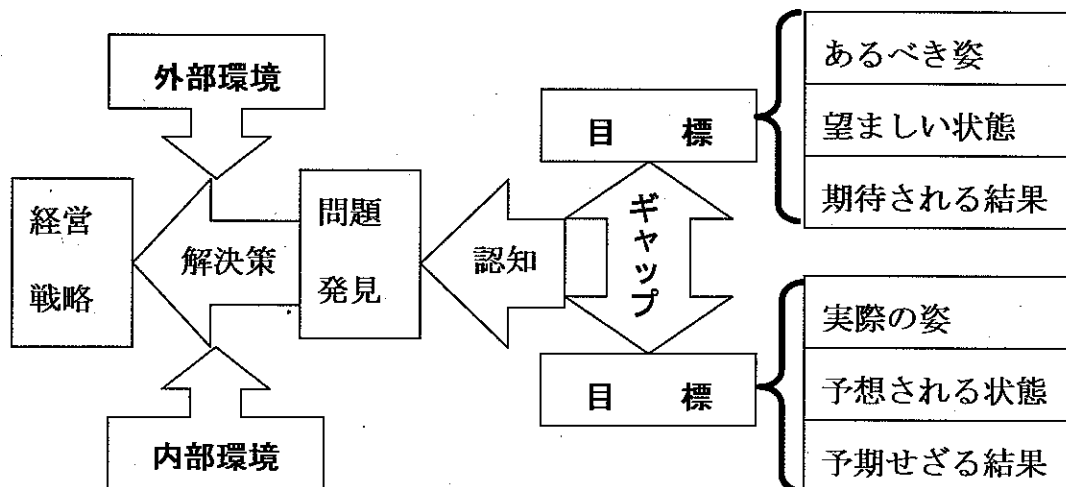 外部環境
経営
戦略
解決策
問題
発見
内部環境
認知
ギャップ
目　標
あるべき姿
望ましい状態
期待される結果
目　標
実際の姿
予想される状態
予期せざる結果